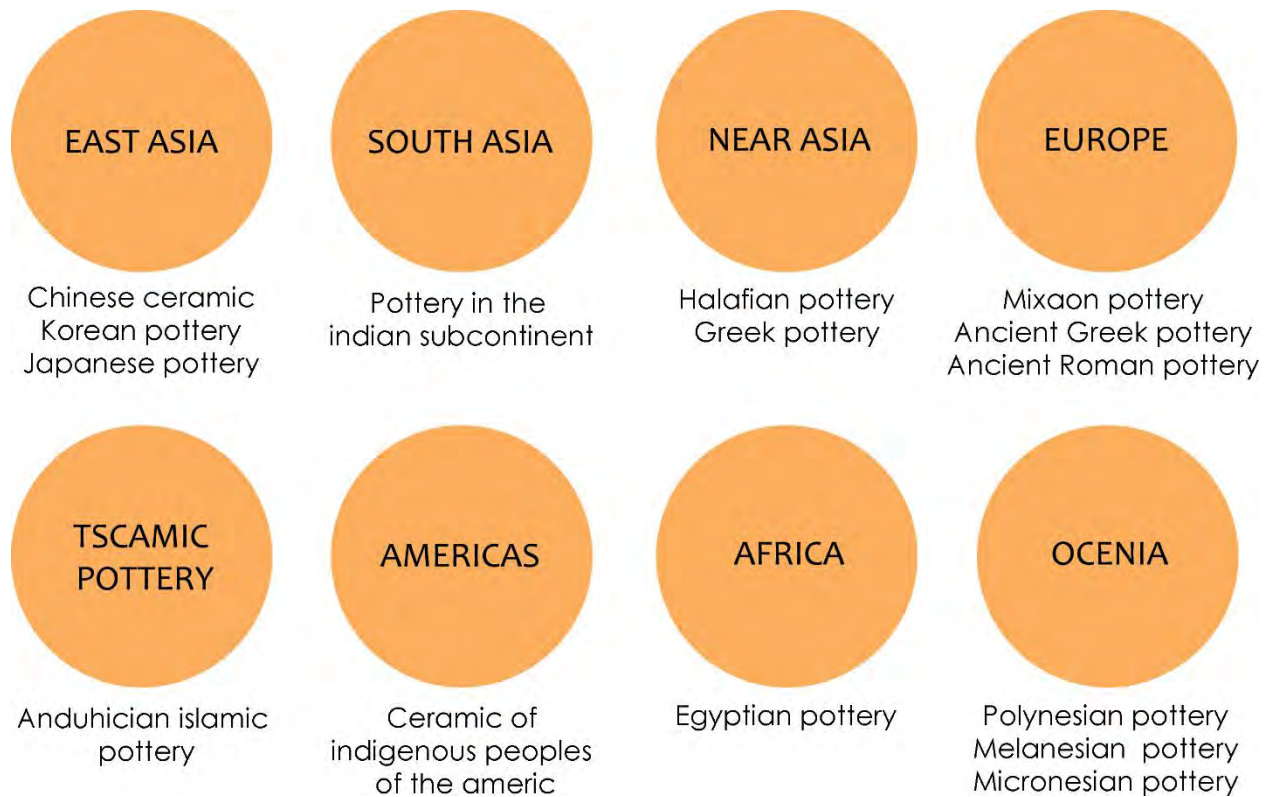 EAST ASIA
Chinese ceramic
Korean pottery
Japanese pottery
SOUTH ASIA
Pottery in the
indian subcontinent
NEAR ASIA
Halafian pottery
Greek pottery
EUROPE
Mixaon pottery
Ancient Greek pottery
Ancient Roman pottery
TSCAMIC
POTTERY
Anduhician islamic
pottery
AMERICAS
Ceramic of
indigenous peoples
of the americ
AFRICA
Egyptian pottery
OCENIA
Polynesian pottery
Melanesian pottery
Micronesian pottery